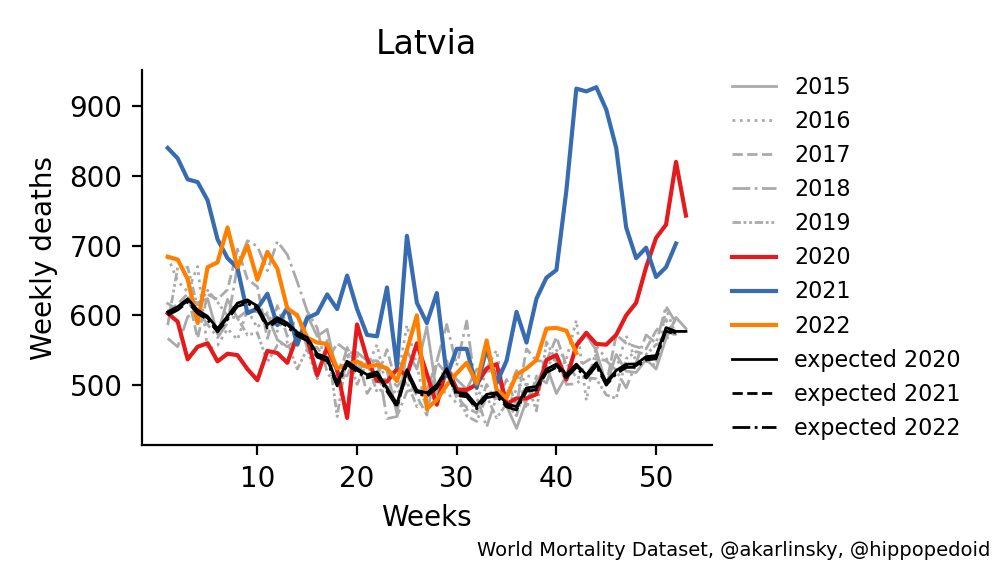 Latvia
Weekly deaths
900
800
700
600
500
10 20 30 40 50
Weeks
2015
2016
2017
2018
2019
2020
2021
2022
expected 2020
expected 2021
expected 2022
World Mortality Dataset, @akarlinsky, @hippopedoid